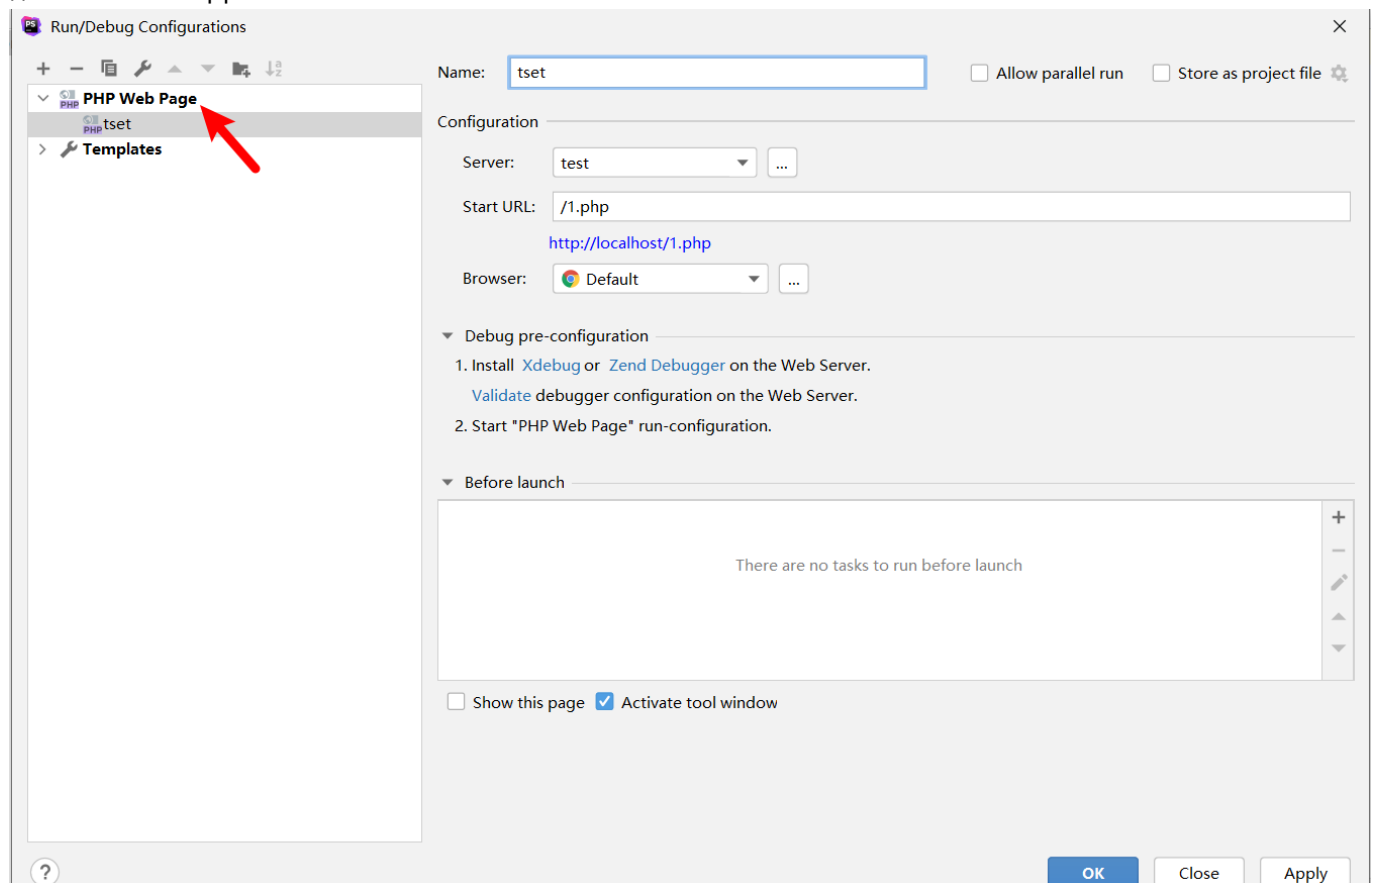 Run/Debug Configurations
Name: tset Allow parallel run Store as project file
PHP Web Page
tset
Templates
Configuration
Server: test ...
Start URL: /1.php
http://localhost/1.php
Browser: Default ...
Debug pre-configuration
1. Install Xdebug or Zend Debugger on the Web Server.
Validate debugger configuration on the Web Server.
2. Start "PHP Web Page" run-configuration.
Before launch
There are no tasks to run before launch
Show this page Activate tool window
? OK Close Apply